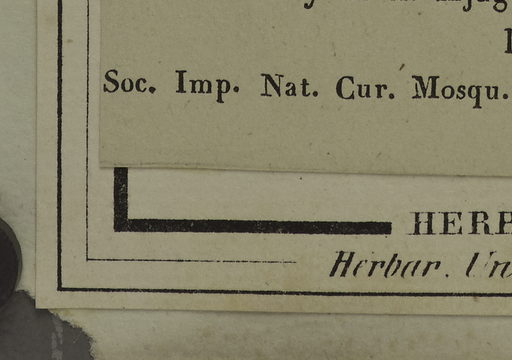 Soc. Imp. Nat. Cur. Mosqu.
HERB
Herbar. Un